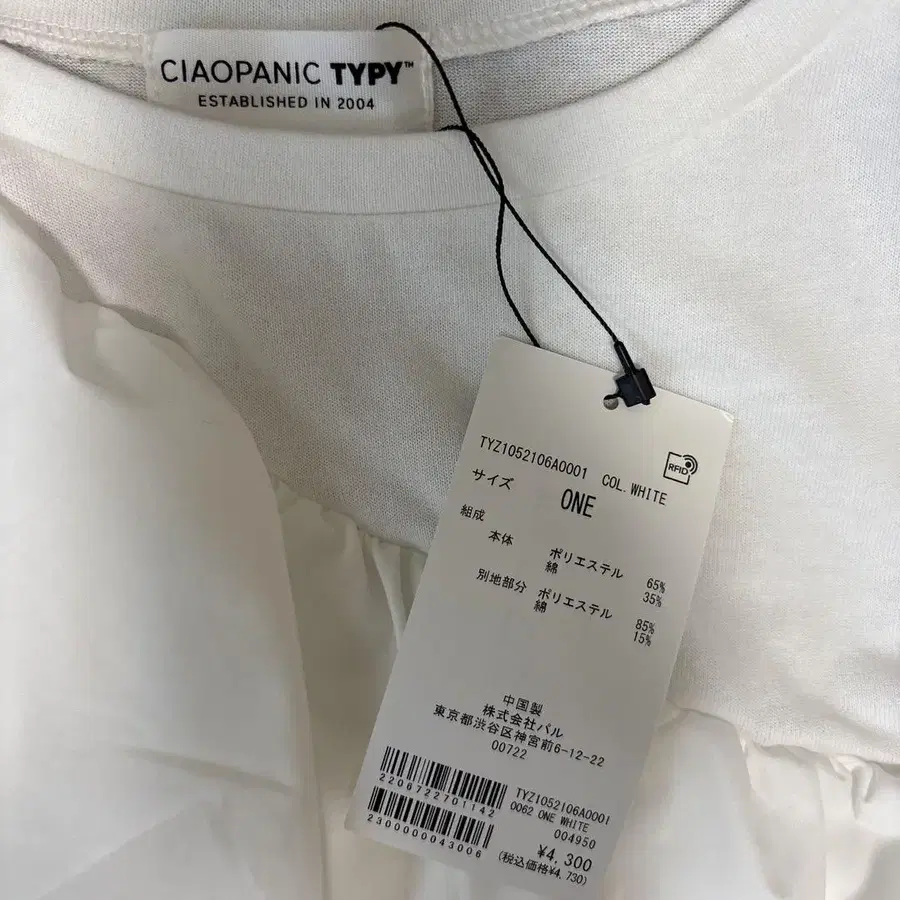 CIAOPANIC TYPY™
ESTABLISHED IN 2004
TYZ1052106A0001 COL.WHITE
RFID
サイズ ONE
組成
本体 ポリエステル 65%
綿 35%
別地部分 ポリエステル 85%
綿 15%
中国製
株式会社パル
東京都渋谷区神宮前6-12-22
00722
2206722701142
TYZ1052106A0001
0062 ONE WHITE
004950
2300000043006
¥4,300
(税込価格¥4,730)